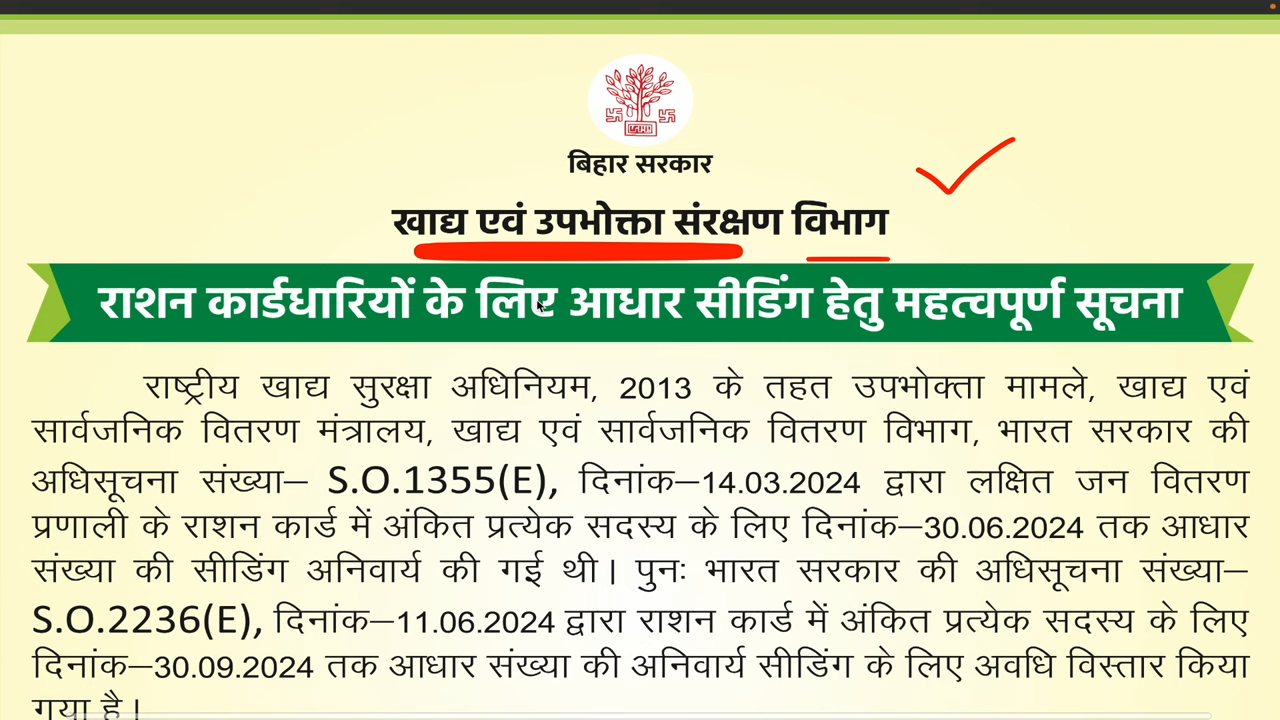 बिहार सरकार
खाद्य एवं उपभोक्ता संरक्षण विभाग
राशन कार्डधारियों के लिए आधार सीडिंग हेतु महत्वपूर्ण सूचना
राष्ट्रीय खाद्य सुरक्षा अधिनियम, 2013 के तहत उपभोक्ता मामले, खाद्य एवं
सार्वजनिक वितरण मंत्रालय, खाद्य एवं सार्वजनिक वितरण विभाग, भारत सरकार की
अधिसूचना संख्या– S.O.1355(E), दिनांक–14.03.2024 द्वारा लक्षित जन वितरण
प्रणाली के राशन कार्ड में अंकित प्रत्येक सदस्य के लिए दिनांक–30.06.2024 तक आधार
संख्या की सीडिंग अनिवार्य की गई थी। पुनः भारत सरकार की अधिसूचना संख्या–
S.O.2236(E), दिनांक–11.06.2024 द्वारा राशन कार्ड में अंकित प्रत्येक सदस्य के लिए
दिनांक–30.09.2024 तक आधार संख्या की अनिवार्य सीडिंग के लिए अवधि विस्तार किया
गया है।